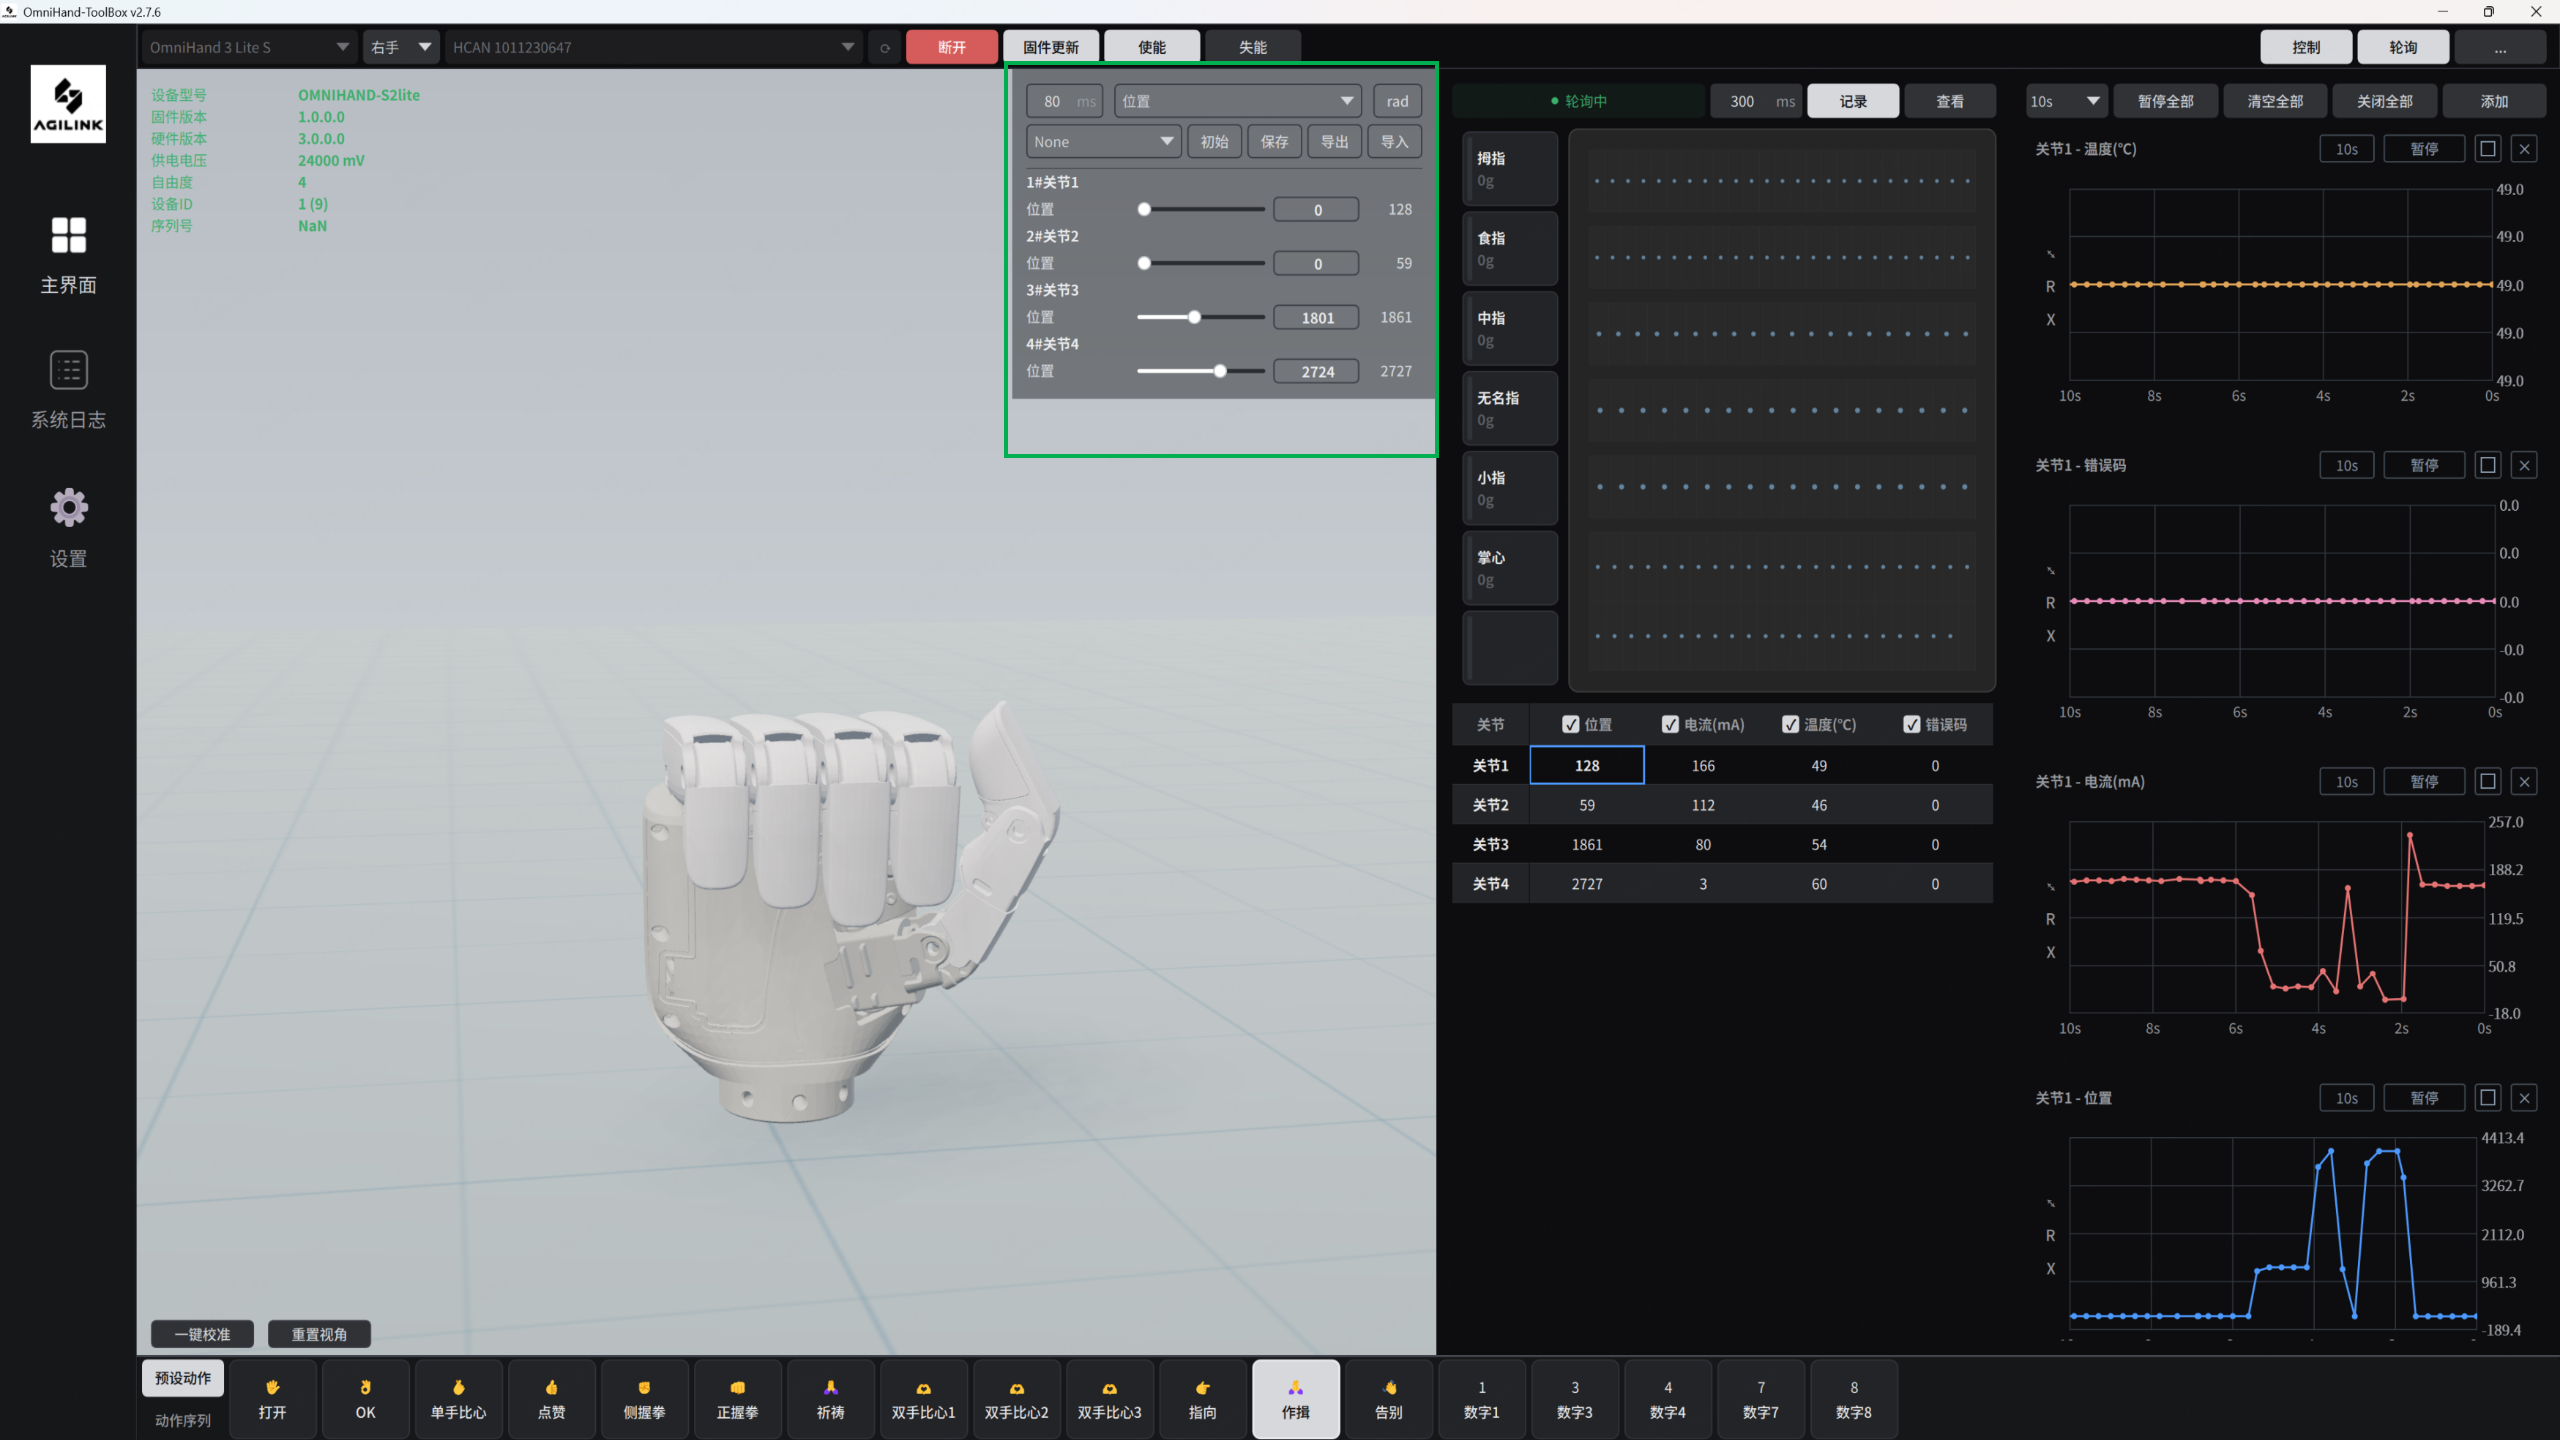 OmniHand-ToolBox v2.7.6
OmniHand 3 Lite S 右手 HCAN 1011230647 断开 固件更新 使能 失能 控制 轮询 ...
AGILINK
主界面
系统日志
设置
设备型号 OMNIHAND-S2lite
固件版本 1.0.0.0
硬件版本 3.0.0.0
供电电压 24000 mV
自由度 4
设备ID 1 (9)
序列号 NaN
80 ms 位置 rad
None 初始 保存 导出 导入
1#关节1
位置 0 128
2#关节2
位置 0 59
3#关节3
位置 1801 1861
4#关节4
位置 2724 2727
轮询中 300 ms 记录 查看
拇指
0g
食指
0g
中指
0g
无名指
0g
小指
0g
掌心
0g
关节 位置 电流(mA) 温度(℃) 错误码
关节1 128 166 49 0
关节2 59 112 46 0
关节3 1861 80 54 0
关节4 2727 3 60 0
10s 暂停全部 清空全部 关闭全部 添加
关节1 - 温度(℃) 10s 暂停
49.0
49.0
R 49.0
X 49.0
49.0
10s 8s 6s 4s 2s 0s
关节1 - 错误码 10s 暂停
0.0
0.0
R 0.0
X -0.0
-0.0
10s 8s 6s 4s 2s 0s
关节1 - 电流(mA) 10s 暂停
257.0
188.2
R 119.5
X 50.8
-18.0
10s 8s 6s 4s 2s 0s
关节1 - 位置 10s 暂停
4413.4
3262.7
R 2112.0
X 961.3
-189.4
一键校准 重置视角
预设动作
动作序列
打开
OK
单手比心
点赞
侧握拳
正握拳
祈祷
双手比心1
双手比心2
双手比心3
指向
作揖
告别
1
数字1
3
数字3
4
数字4
7
数字7
8
数字8